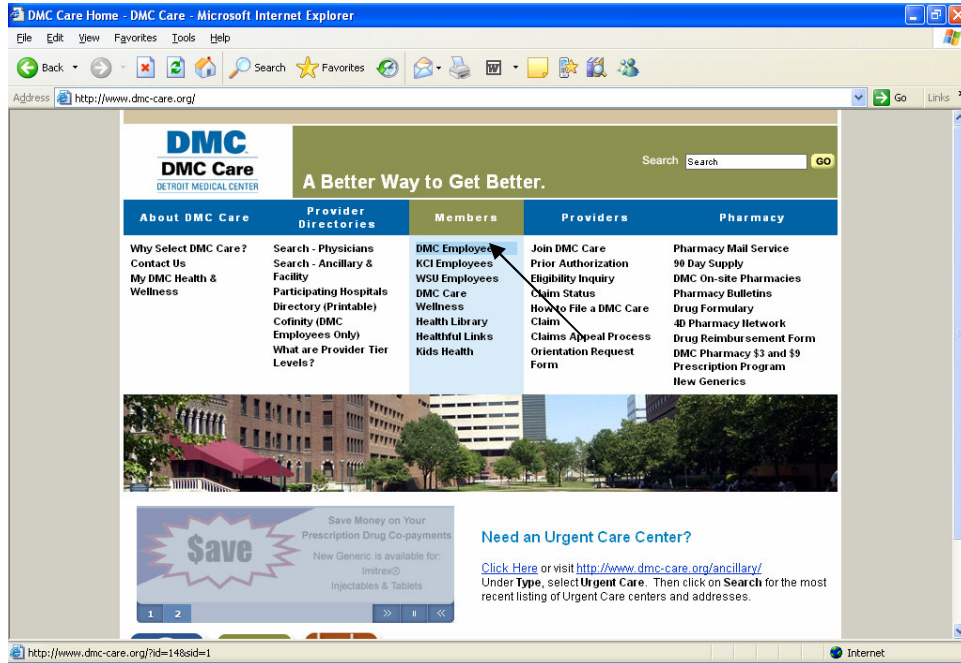 DMC Care Home - DMC Care - Microsoft Internet Explorer
File Edit View Favorites Tools Help
Back Search Favorites
Address http://www.dmc-care.org/ Go Links
DMC
DMC Care
DETROIT MEDICAL CENTER
A Better Way to Get Better.
Search Search GO
About DMC Care
Provider
Directories
Members
Providers
Pharmacy
Why Select DMC Care?
Contact Us
My DMC Health &
Wellness
Search - Physicians
Search - Ancillary &
Facility
Participating Hospitals
Directory (Printable)
Cofinity (DMC
Employees Only)
What are Provider Tier
Levels?
DMC Employees
KCI Employees
WSU Employees
DMC Care
Wellness
Health Library
Healthful Links
Kids Health
Join DMC Care
Prior Authorization
Eligibility Inquiry
Claim Status
How to File a DMC Care
Claim
Claims Appeal Process
Orientation Request
Form
Pharmacy Mail Service
90 Day Supply
DMC On-site Pharmacies
Pharmacy Bulletins
Drug Formulary
4D Pharmacy Network
Drug Reimbursement Form
DMC Pharmacy $3 and $9
Prescription Program
New Generics
$ave
Save Money on Your
Prescription Drug Co-payments
New Generic is available for:
Imitrex®
Injectables & Tablets
1 2
Need an Urgent Care Center?
Click Here or visit http://www.dmc-care.org/ancillary/
Under Type, select Urgent Care. Then click on Search for the most
recent listing of Urgent Care centers and addresses.
http://www.dmc-care.org/?id=14&sid=1 Internet